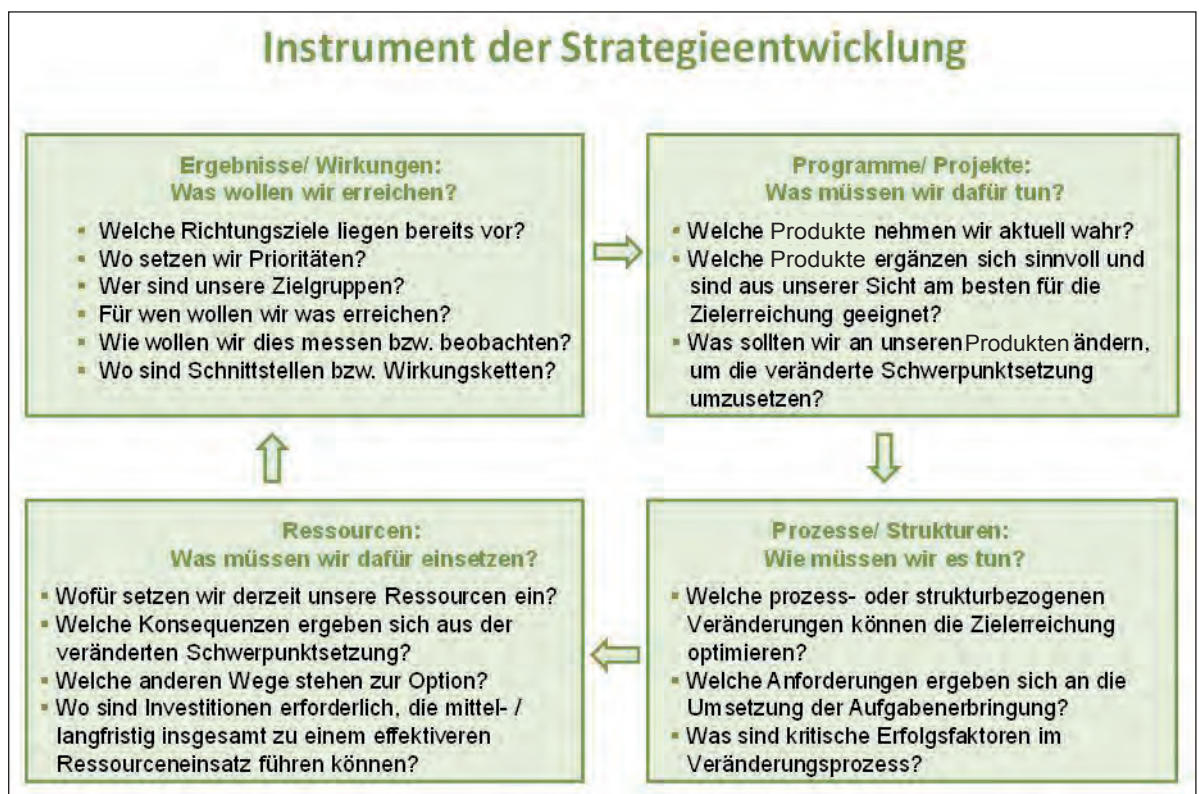 Instrument der Strategieentwicklung
Ergebnisse/ Wirkungen:
Was wollen wir erreichen?
▪ Welche Richtungsziele liegen bereits vor?
▪ Wo setzen wir Prioritäten?
▪ Wer sind unsere Zielgruppen?
▪ Für wen wollen wir was erreichen?
▪ Wie wollen wir dies messen bzw. beobachten?
▪ Wo sind Schnittstellen bzw. Wirkungsketten?
Programme/ Projekte:
Was müssen wir dafür tun?
▪ Welche Produkte nehmen wir aktuell wahr?
▪ Welche Produkte ergänzen sich sinnvoll und
sind aus unserer Sicht am besten für die
Zielerreichung geeignet?
▪ Was sollten wir an unseren Produkten ändern,
um die veränderte Schwerpunktsetzung
umzusetzen?
Prozesse/ Strukturen:
Wie müssen wir es tun?
▪ Welche prozess- oder strukturbezogenen
Veränderungen können die Zielerreichung
optimieren?
▪ Welche Anforderungen ergeben sich an die
Umsetzung der Aufgabenerbringung?
▪ Was sind kritische Erfolgsfaktoren im
Veränderungsprozess?
Ressourcen:
Was müssen wir dafür einsetzen?
▪ Wofür setzen wir derzeit unsere Ressourcen ein?
▪ Welche Konsequenzen ergeben sich aus der
veränderten Schwerpunktsetzung?
▪ Welche anderen Wege stehen zur Option?
▪ Wo sind Investitionen erforderlich, die mittel- /
langfristig insgesamt zu einem effektiveren
Ressourceneinsatz führen können?